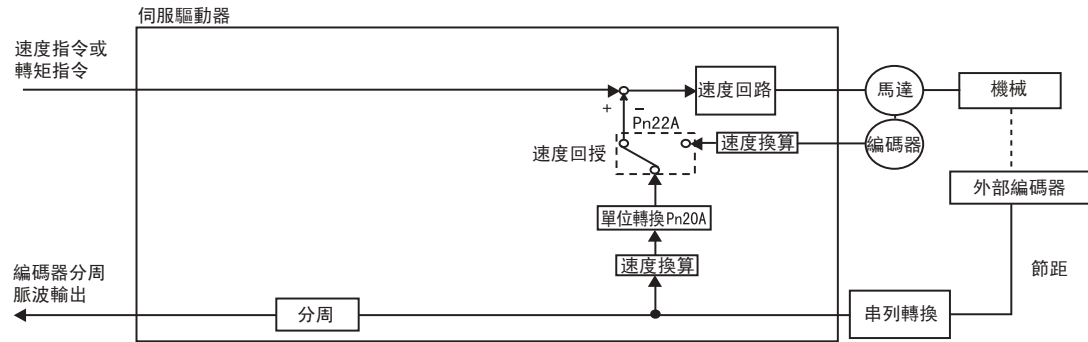 伺服驅動器
速度指令或
轉矩指令
+
−
速度回路
馬達
機械
Pn22A
速度回授
速度換算
編碼器
外部編碼器
單位轉換Pn20A
速度換算
編碼器分周
脈波輸出
節距
分周
串列轉換